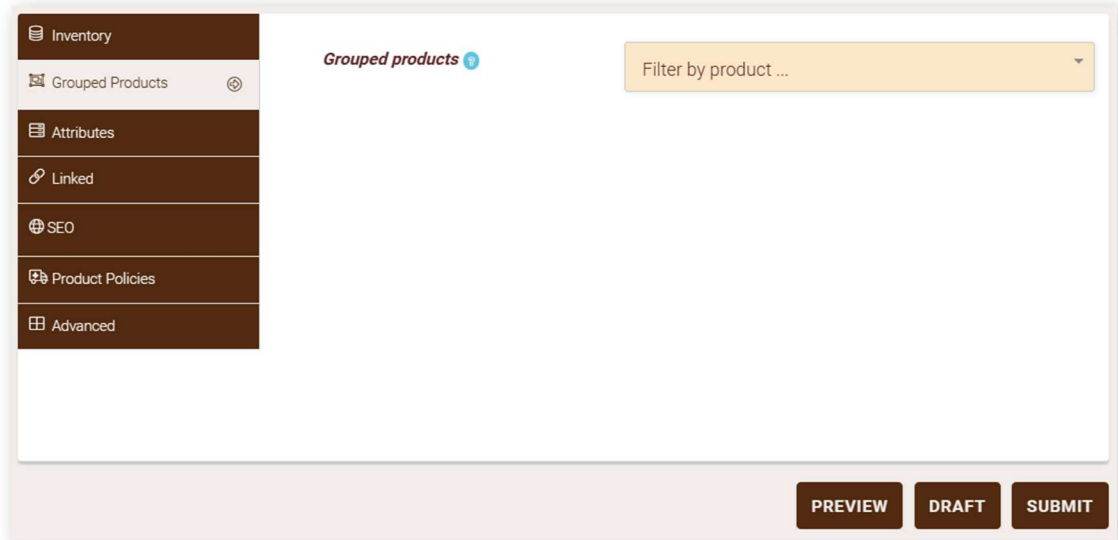 Inventory
Grouped Products
Attributes
Linked
SEO
Product Policies
Advanced
Grouped products
Filter by product ...
PREVIEW
DRAFT
SUBMIT